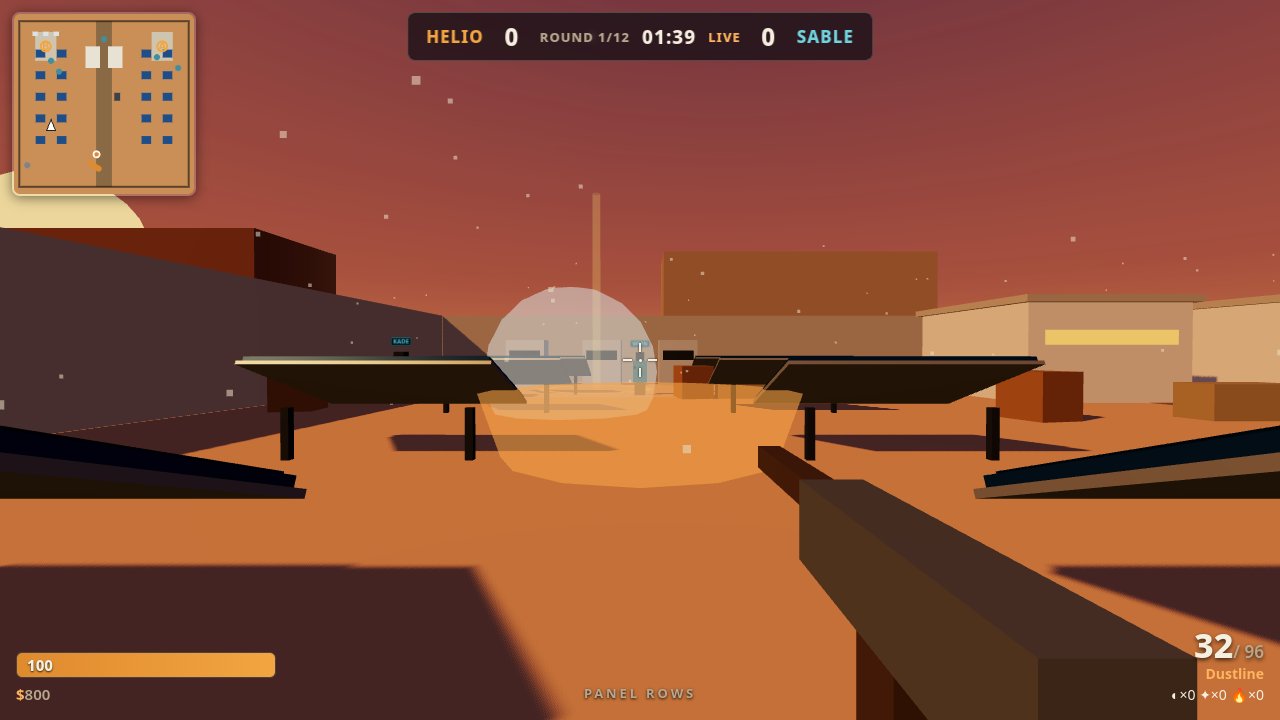 HELIO 0 ROUND 1/12 01:39 LIVE 0 SABLE
KADE
100
$800
PANEL ROWS
32 / 96
Dustline
×0 ×0 ×0